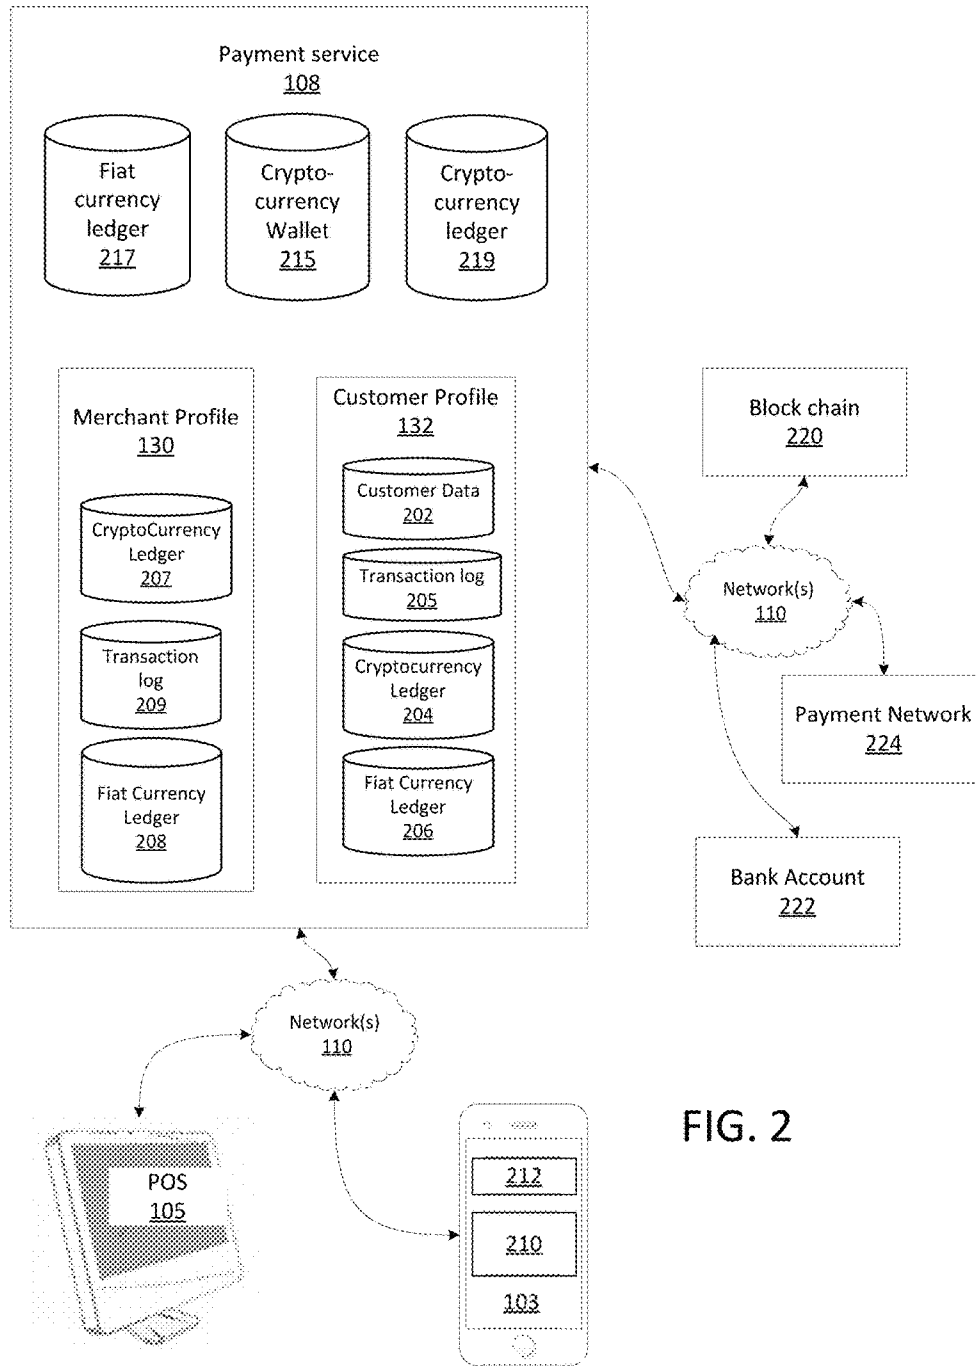 Payment service
108
Fiat
currency
ledger
217
Crypto-
currency
Wallet
215
Crypto-
currency
ledger
219
Merchant Profile
130
CryptoCurrency
Ledger
207
Transaction
log
209
Fiat Currency
Ledger
208
Customer Profile
132
Customer Data
202
Transaction log
205
Cryptocurrency
Ledger
204
Fiat Currency
Ledger
206
Block chain
220
Network(s)
110
Payment Network
224
Bank Account
222
Network(s)
110
POS
105
212
210
103
FIG. 2